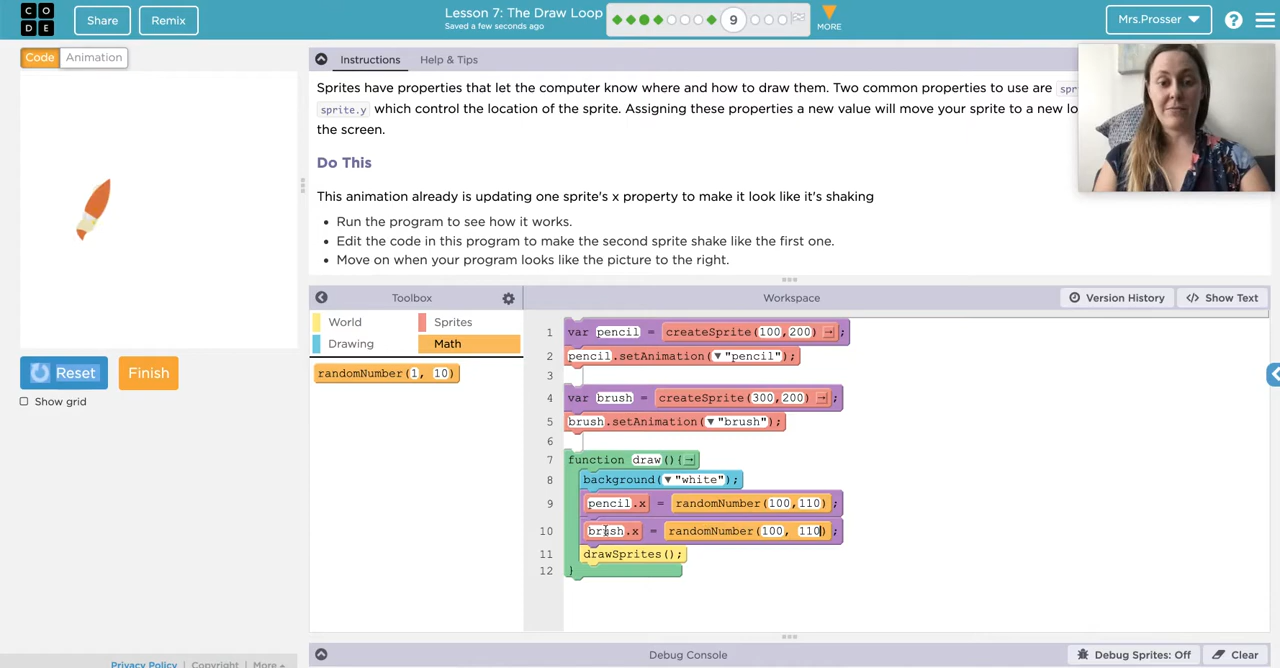 CO
DE
Share
Remix
Lesson 7: The Draw Loop
Saved a few seconds ago
9
MORE
Mrs.Prosser
?
Code
Animation
Instructions
Help & Tips
Sprites have properties that let the computer know where and how to draw them. Two common properties to use are
sprite.y which control the location of the sprite. Assigning these properties a new value will move your sprite to a new
the screen.
Do This
This animation already is updating one sprite's x property to make it look like it's shaking
• Run the program to see how it works.
• Edit the code in this program to make the second sprite shake like the first one.
• Move on when your program looks like the picture to the right.
Toolbox
Workspace
Version History
</> Show Text
World
Sprites
Drawing
Math
randomNumber(1, 10)
Reset
Finish
Show grid
1 var pencil = createSprite(100,200) → ;
2 pencil.setAnimation(▼"pencil");
3
4 var brush = createSprite(300,200) → ;
5 brush.setAnimation(▼"brush");
6
7 function draw(){→
8 background(▼"white");
9 pencil.x = randomNumber(100,110);
10 brush.x = randomNumber(100, 110);
11 drawSprites();
12 }
Debug Console
Debug Sprites: Off
Clear
Privacy Policy | Copyright | More